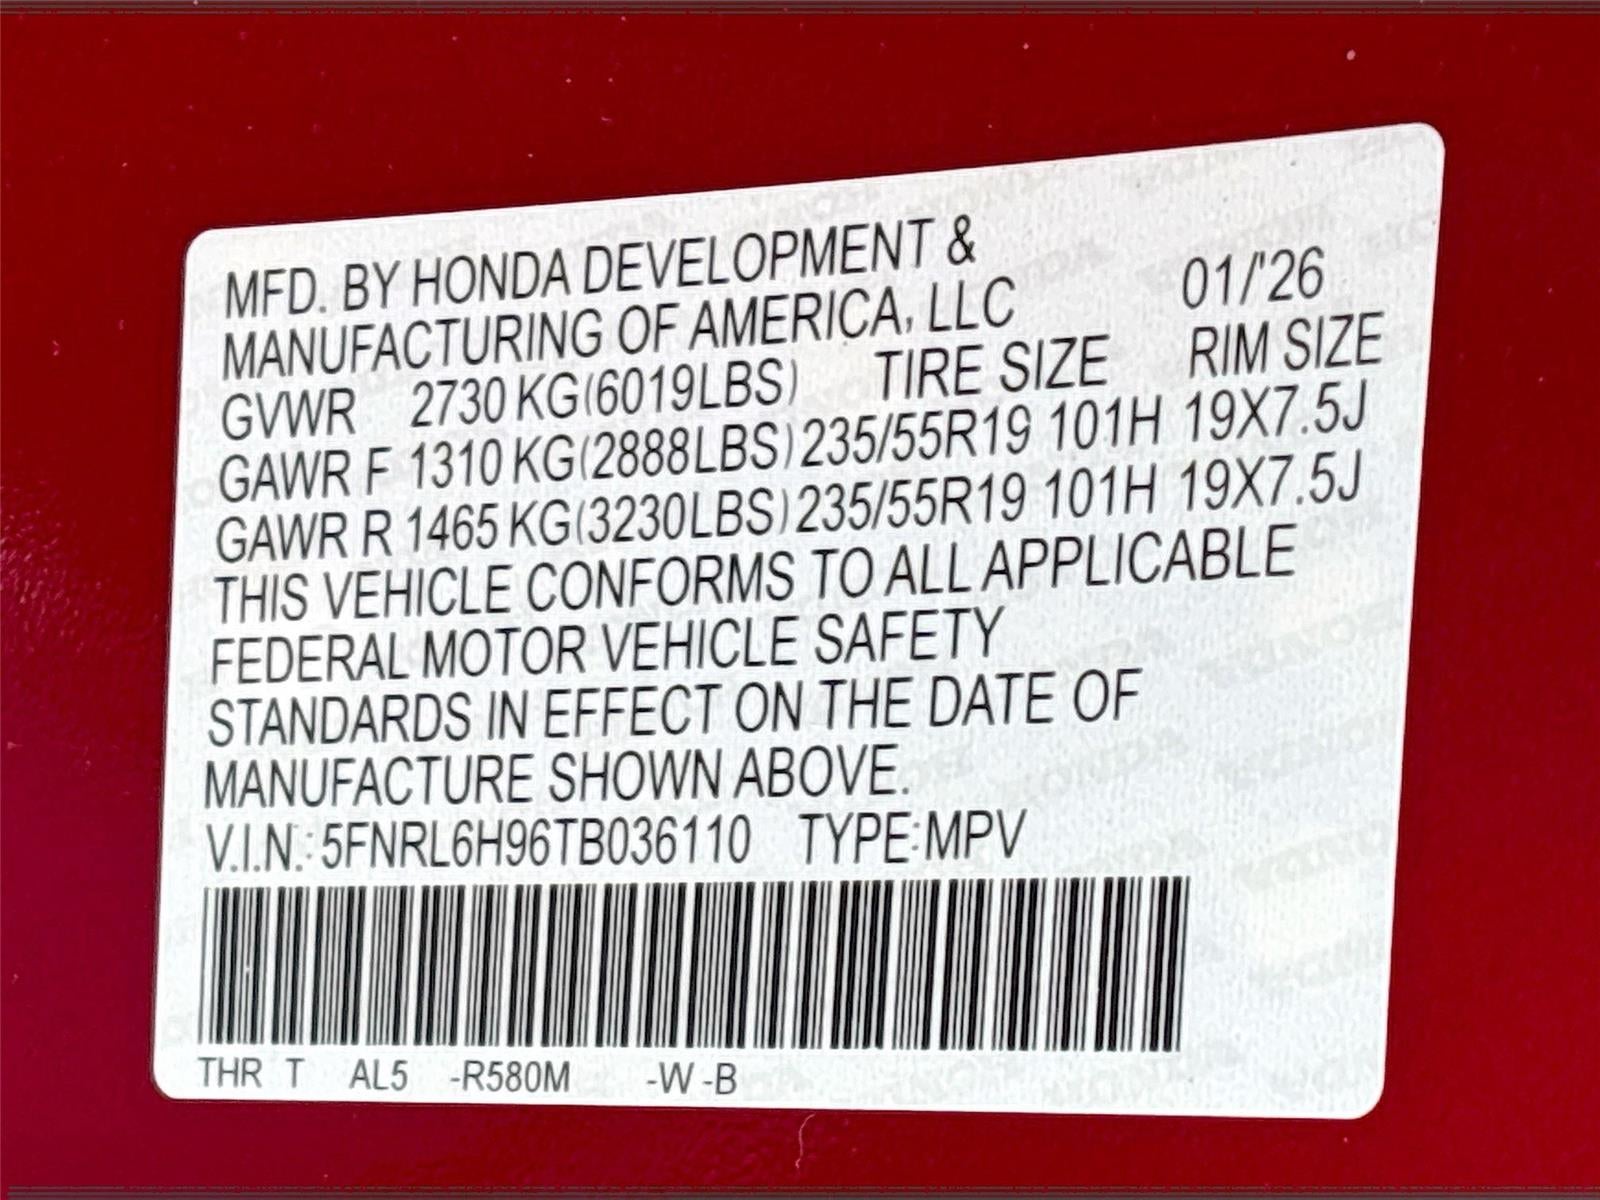 MFD. BY HONDA DEVELOPMENT &
MANUFACTURING OF AMERICA, LLC 01/'26
GVWR 2730 KG(6019LBS) TIRE SIZE RIM SIZE
GAWR F 1310 KG(2888LBS) 235/55R19 101H 19X7.5J
GAWR R 1465 KG(3230LBS) 235/55R19 101H 19X7.5J
THIS VEHICLE CONFORMS TO ALL APPLICABLE
FEDERAL MOTOR VEHICLE SAFETY
STANDARDS IN EFFECT ON THE DATE OF
MANUFACTURE SHOWN ABOVE.
V.I.N.: 5FNRL6H96TB036110 TYPE:MPV
THR T AL5 -R580M -W -B